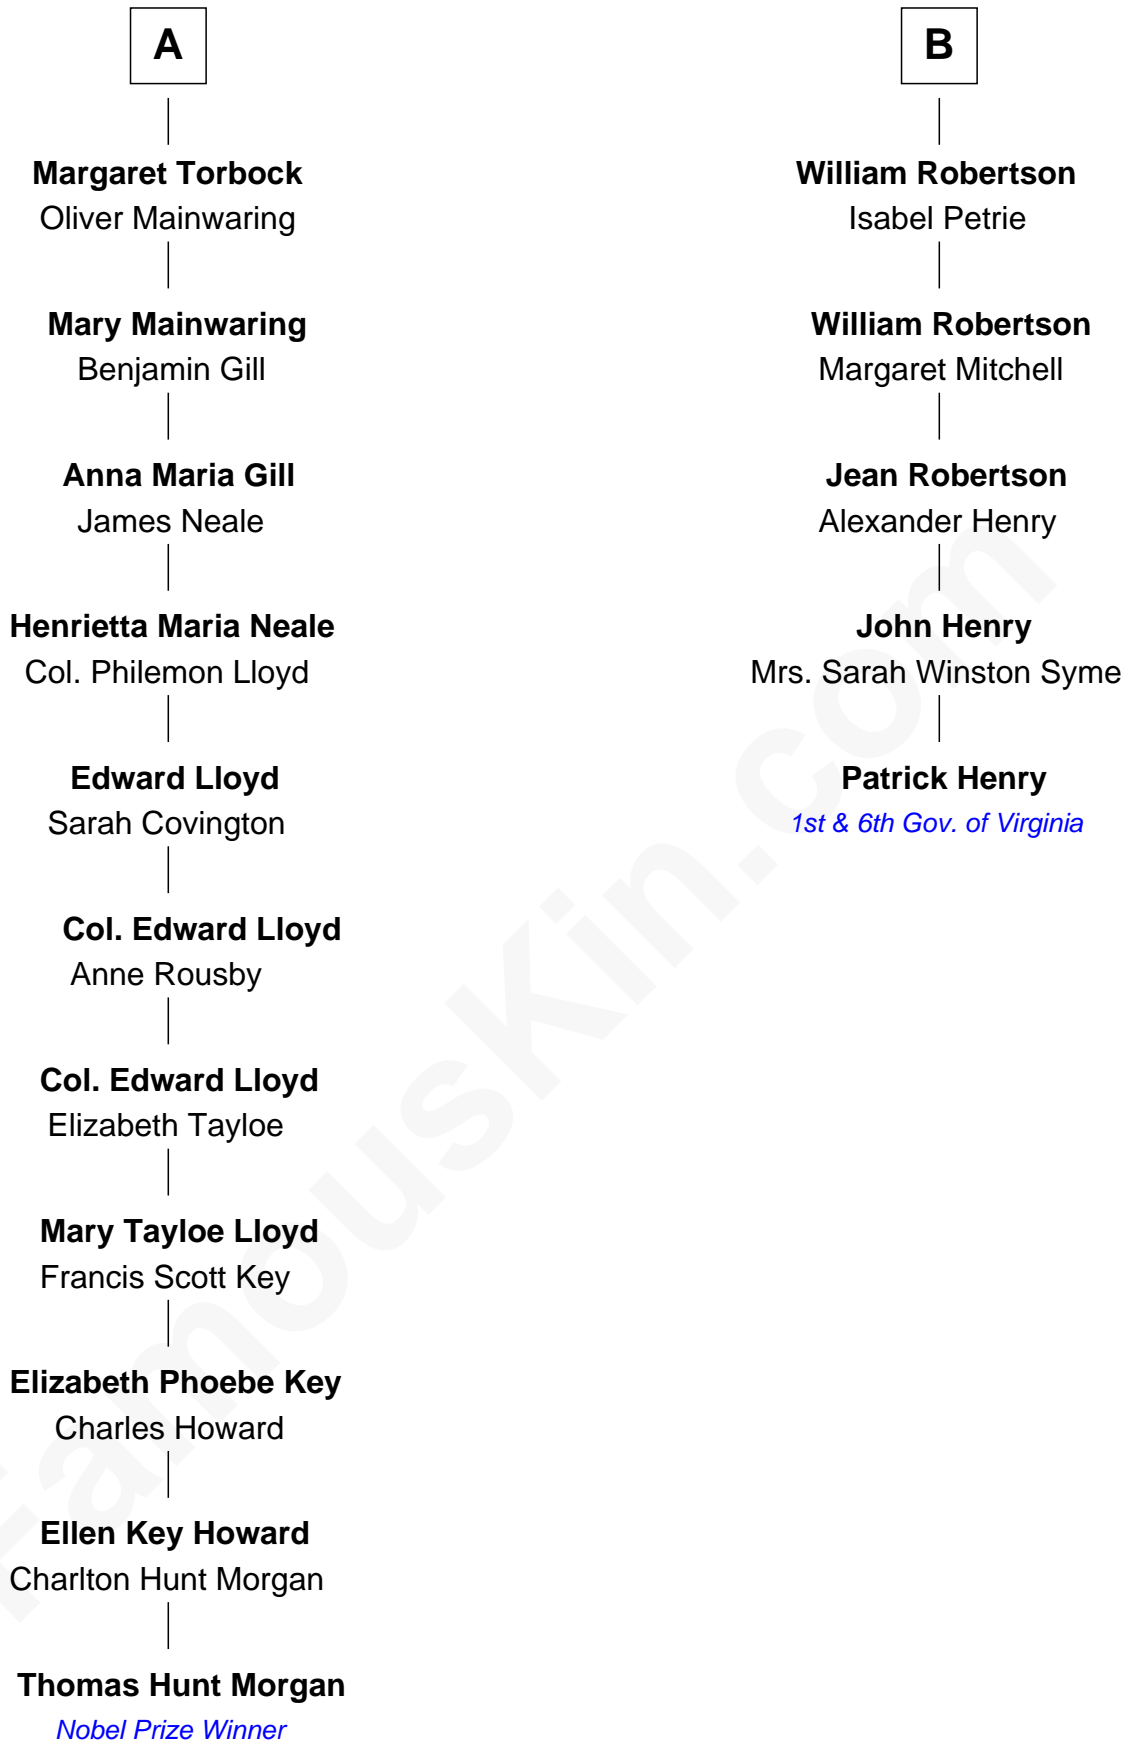 A
Margaret Torbock
Oliver Mainwaring
Mary Mainwaring
Benjamin Gill
Anna Maria Gill
James Neale
Henrietta Maria Neale
Col. Philemon Lloyd
Edward Lloyd
Sarah Covington
Col. Edward Lloyd
Anne Rousby
Col. Edward Lloyd
Elizabeth Tayloe
Mary Tayloe Lloyd
Francis Scott Key
Elizabeth Phoebe Key
Charles Howard
Ellen Key Howard
Charlton Hunt Morgan
Thomas Hunt Morgan
Nobel Prize Winner
B
William Robertson
Isabel Petrie
William Robertson
Margaret Mitchell
Jean Robertson
Alexander Henry
John Henry
Mrs. Sarah Winston Syme
Patrick Henry
1st & 6th Gov. of Virginia
FamousKin.com